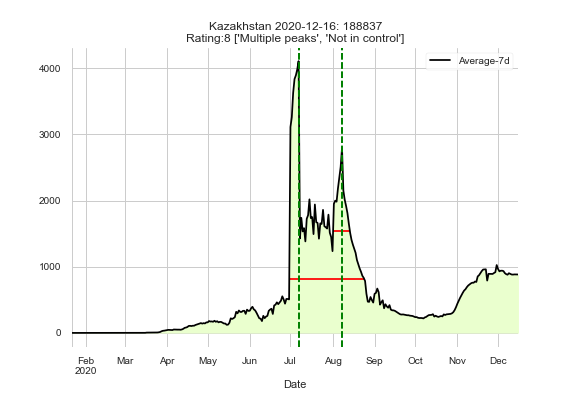 Kazakhstan 2020-12-16: 188837
Rating:8 ['Multiple peaks', 'Not in control']
Average-7d
4000
3000
2000
1000
0
Feb Mar Apr May Jun Jul Aug Sep Oct Nov Dec
2020
Date